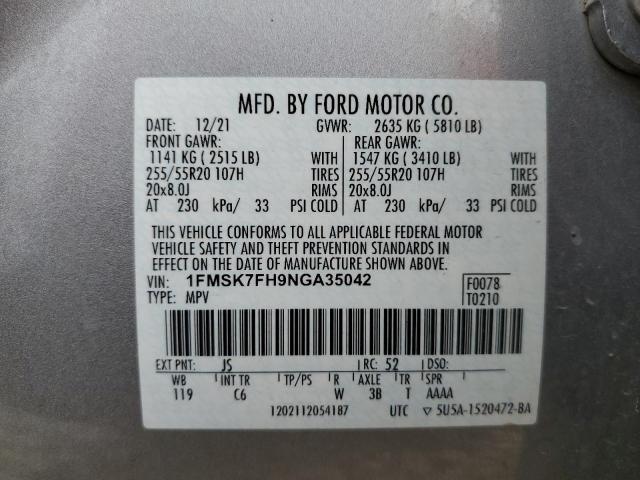 MFD. BY FORD MOTOR CO.
DATE: 12/21 GVWR: 2635 KG ( 5810 LB)
FRONT GAWR: REAR GAWR:
1141 KG ( 2515 LB) WITH 1547 KG ( 3410 LB) WITH
255/55R20 107H TIRES 255/55R20 107H TIRES
20x8.0J RIMS 20x8.0J RIMS
AT 230 kPa/ 33 PSI COLD AT 230 kPa/ 33 PSI COLD
THIS VEHICLE CONFORMS TO ALL APPLICABLE FEDERAL MOTOR
VEHICLE SAFETY AND THEFT PREVENTION STANDARDS IN
EFFECT ON THE DATE OF MANUFACTURE SHOWN ABOVE.
VIN: 1FMSK7FH9NGA35042 F0078
TYPE: MPV T0210
EXT PNT: JS RC: 52 DSO:
WB INT TR TP/PS R AXLE TR SPR
119 C6 W 3B T AAAA
1202112054187 UTC ▽ 5U5A-1520472-BA